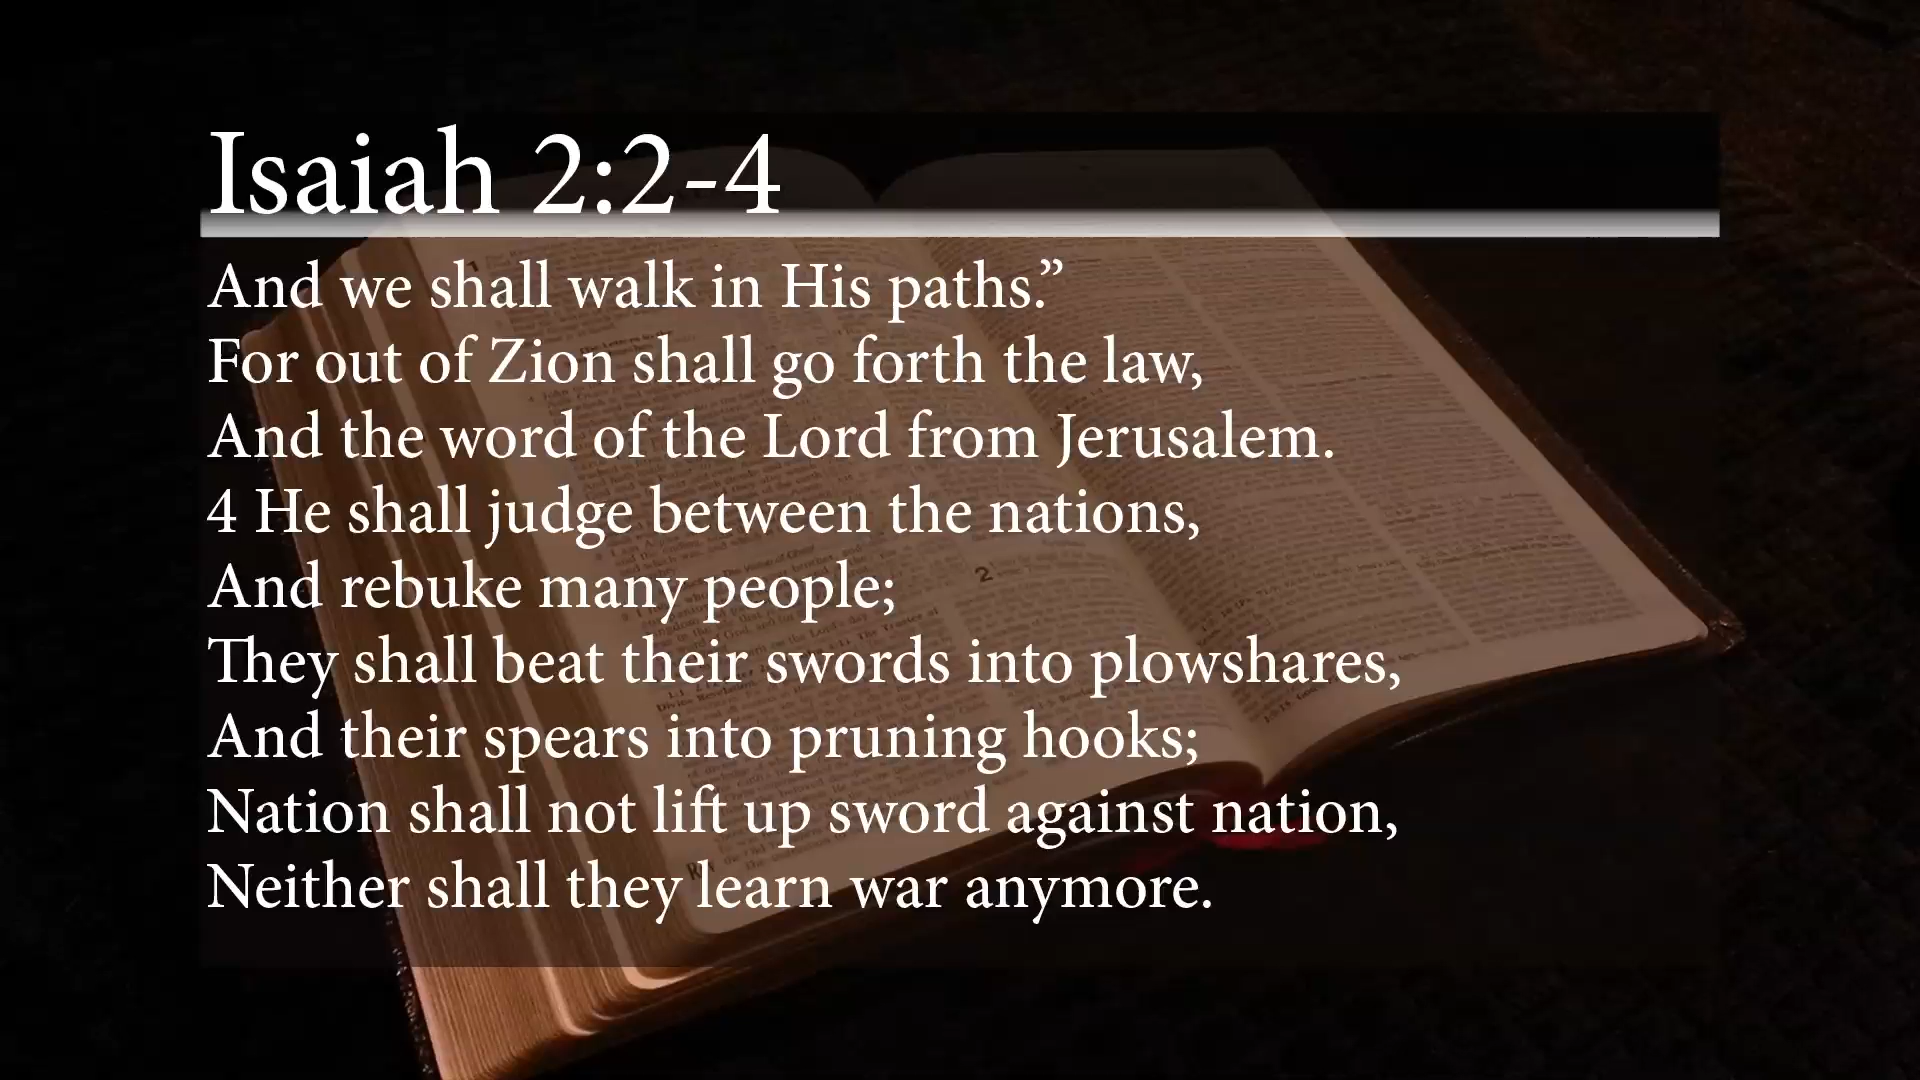 Isaiah 2:2-4
And we shall walk in His paths.”
For out of Zion shall go forth the law,
And the word of the Lord from Jerusalem.
4 He shall judge between the nations,
And rebuke many people;
They shall beat their swords into plowshares,
And their spears into pruning hooks;
Nation shall not lift up sword against nation,
Neither shall they learn war anymore.